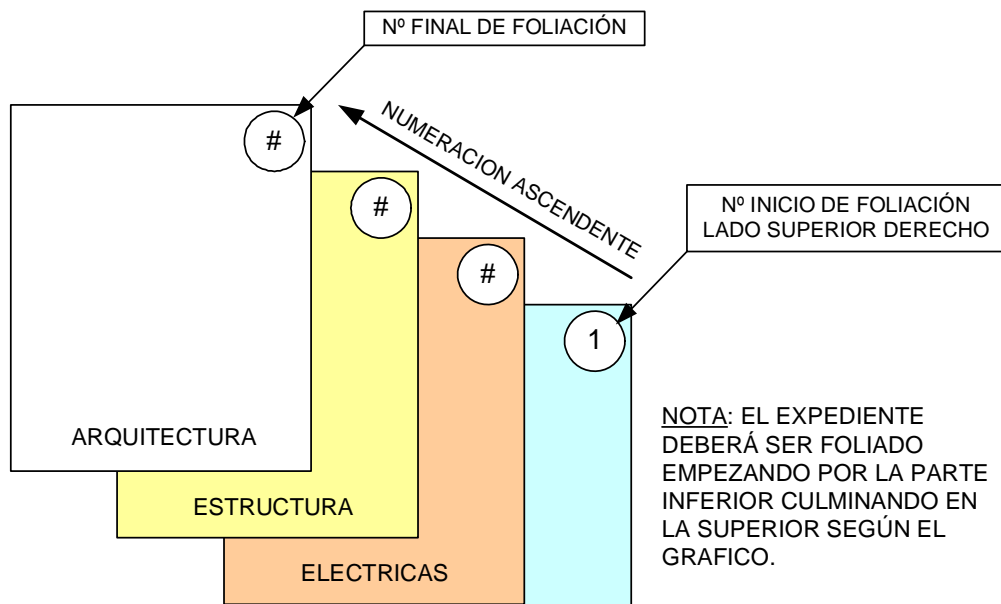 Nº FINAL DE FOLIACIÓN
#
NUMERACION ASCENDENTE
#
Nº INICIO DE FOLIACIÓN
LADO SUPERIOR DERECHO
#
1
ARQUITECTURA
ESTRUCTURA
ELECTRICAS
NOTA: EL EXPEDIENTE
DEBERÁ SER FOLIADO
EMPEZANDO POR LA PARTE
INFERIOR CULMINANDO EN
LA SUPERIOR SEGÚN EL
GRAFICO.